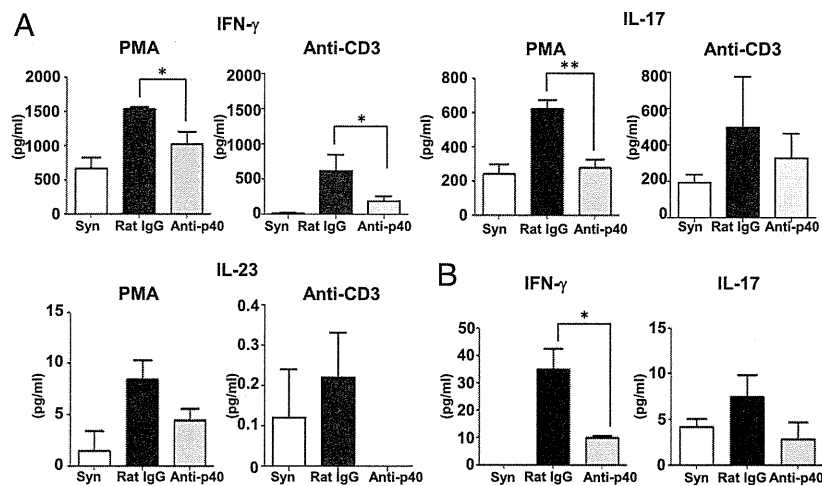 A
IFN-γ
IL-17
PMA
Anti-CD3
PMA
Anti-CD3
2000
1500
1000
500
0
(pg/ml)
*
Syn Rat IgG Anti-p40
2000
1500
1000
500
0
(pg/ml)
*
Syn Rat IgG Anti-p40
800
600
400
200
0
(pg/ml)
**
Syn Rat IgG Anti-p40
800
600
400
200
0
(pg/ml)
Syn Rat IgG Anti-p40
IL-23
PMA
Anti-CD3
15
10
5
0
(pg/ml)
Syn Rat IgG Anti-p40
0.4
0.3
0.2
0.1
0
(pg/ml)
Syn Rat IgG Anti-p40
B
IFN-γ
IL-17
50
40
30
20
10
0
(pg/ml)
*
Syn Rat IgG Anti-p40
15
10
5
0
(pg/ml)
Syn Rat IgG Anti-p40